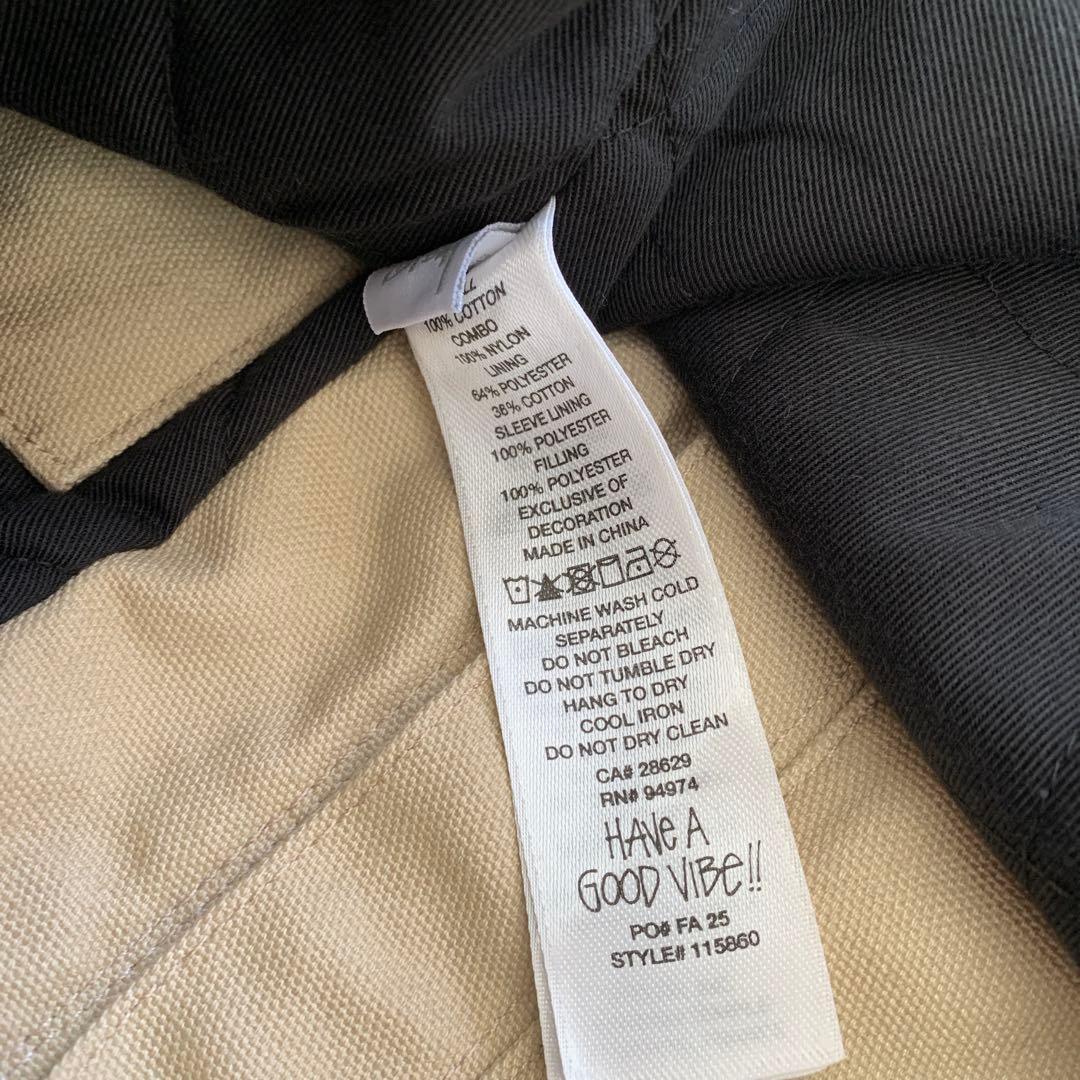 100% COTTON
COMBO
100% NYLON
LINING
64% POLYESTER
36% COTTON
SLEEVE LINING
100% POLYESTER
FILLING
100% POLYESTER
EXCLUSIVE OF
DECORATION
MADE IN CHINA
MACHINE WASH COLD
SEPARATELY
DO NOT BLEACH
DO NOT TUMBLE DRY
HANG TO DRY
COOL IRON
DO NOT DRY CLEAN
CA# 28629
RN# 94974
HAVE A
GOOD VIBE!!
PO# FA 25
STYLE# 115860